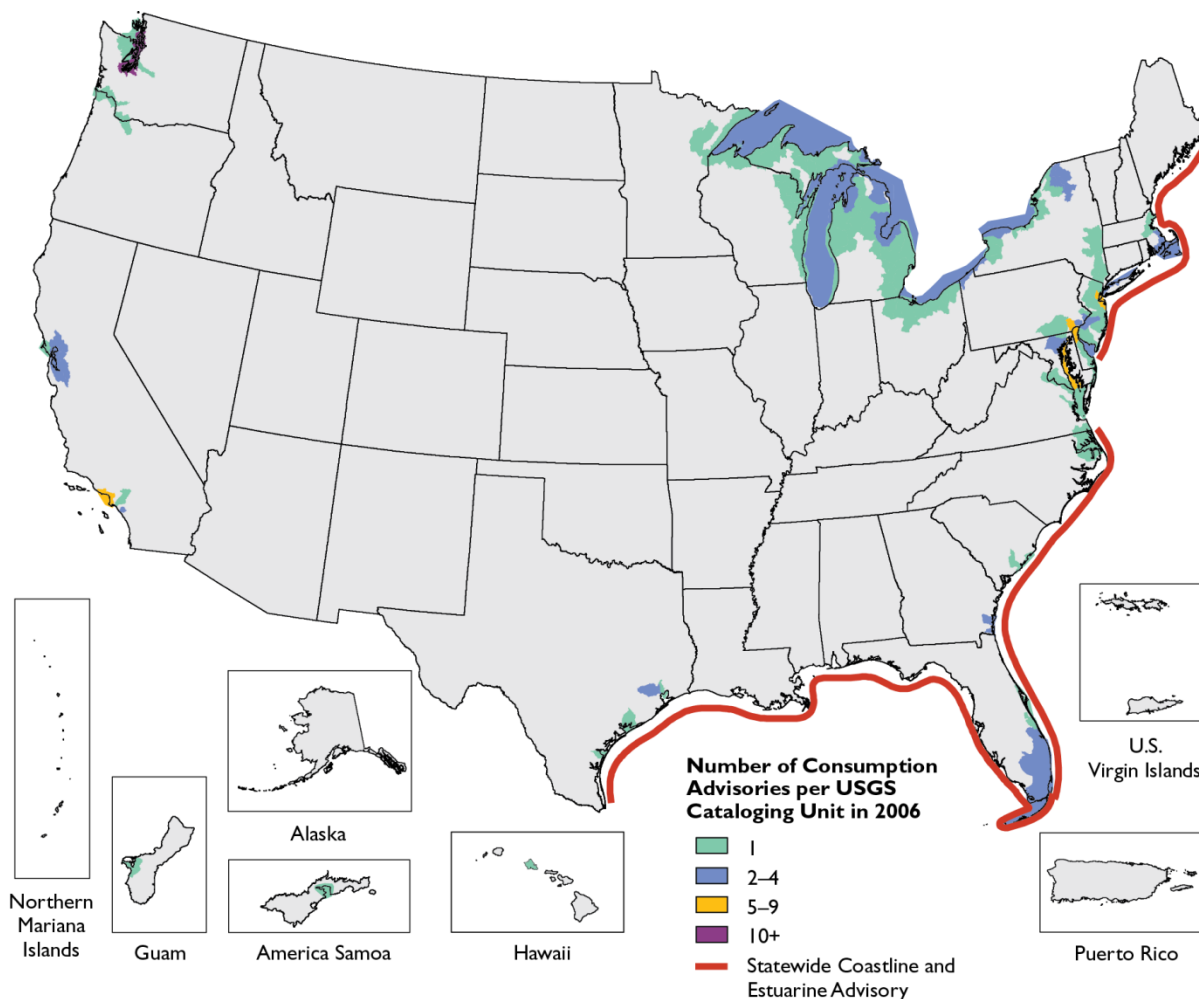 U.S.
Virgin Islands
Alaska
Northern
Mariana
Islands
Guam
America Samoa
Hawaii
Number of Consumption
Advisories per USGS
Cataloging Unit in 2006
1
2–4
5–9
10+
Statewide Coastline and
Estuarine Advisory
Puerto Rico